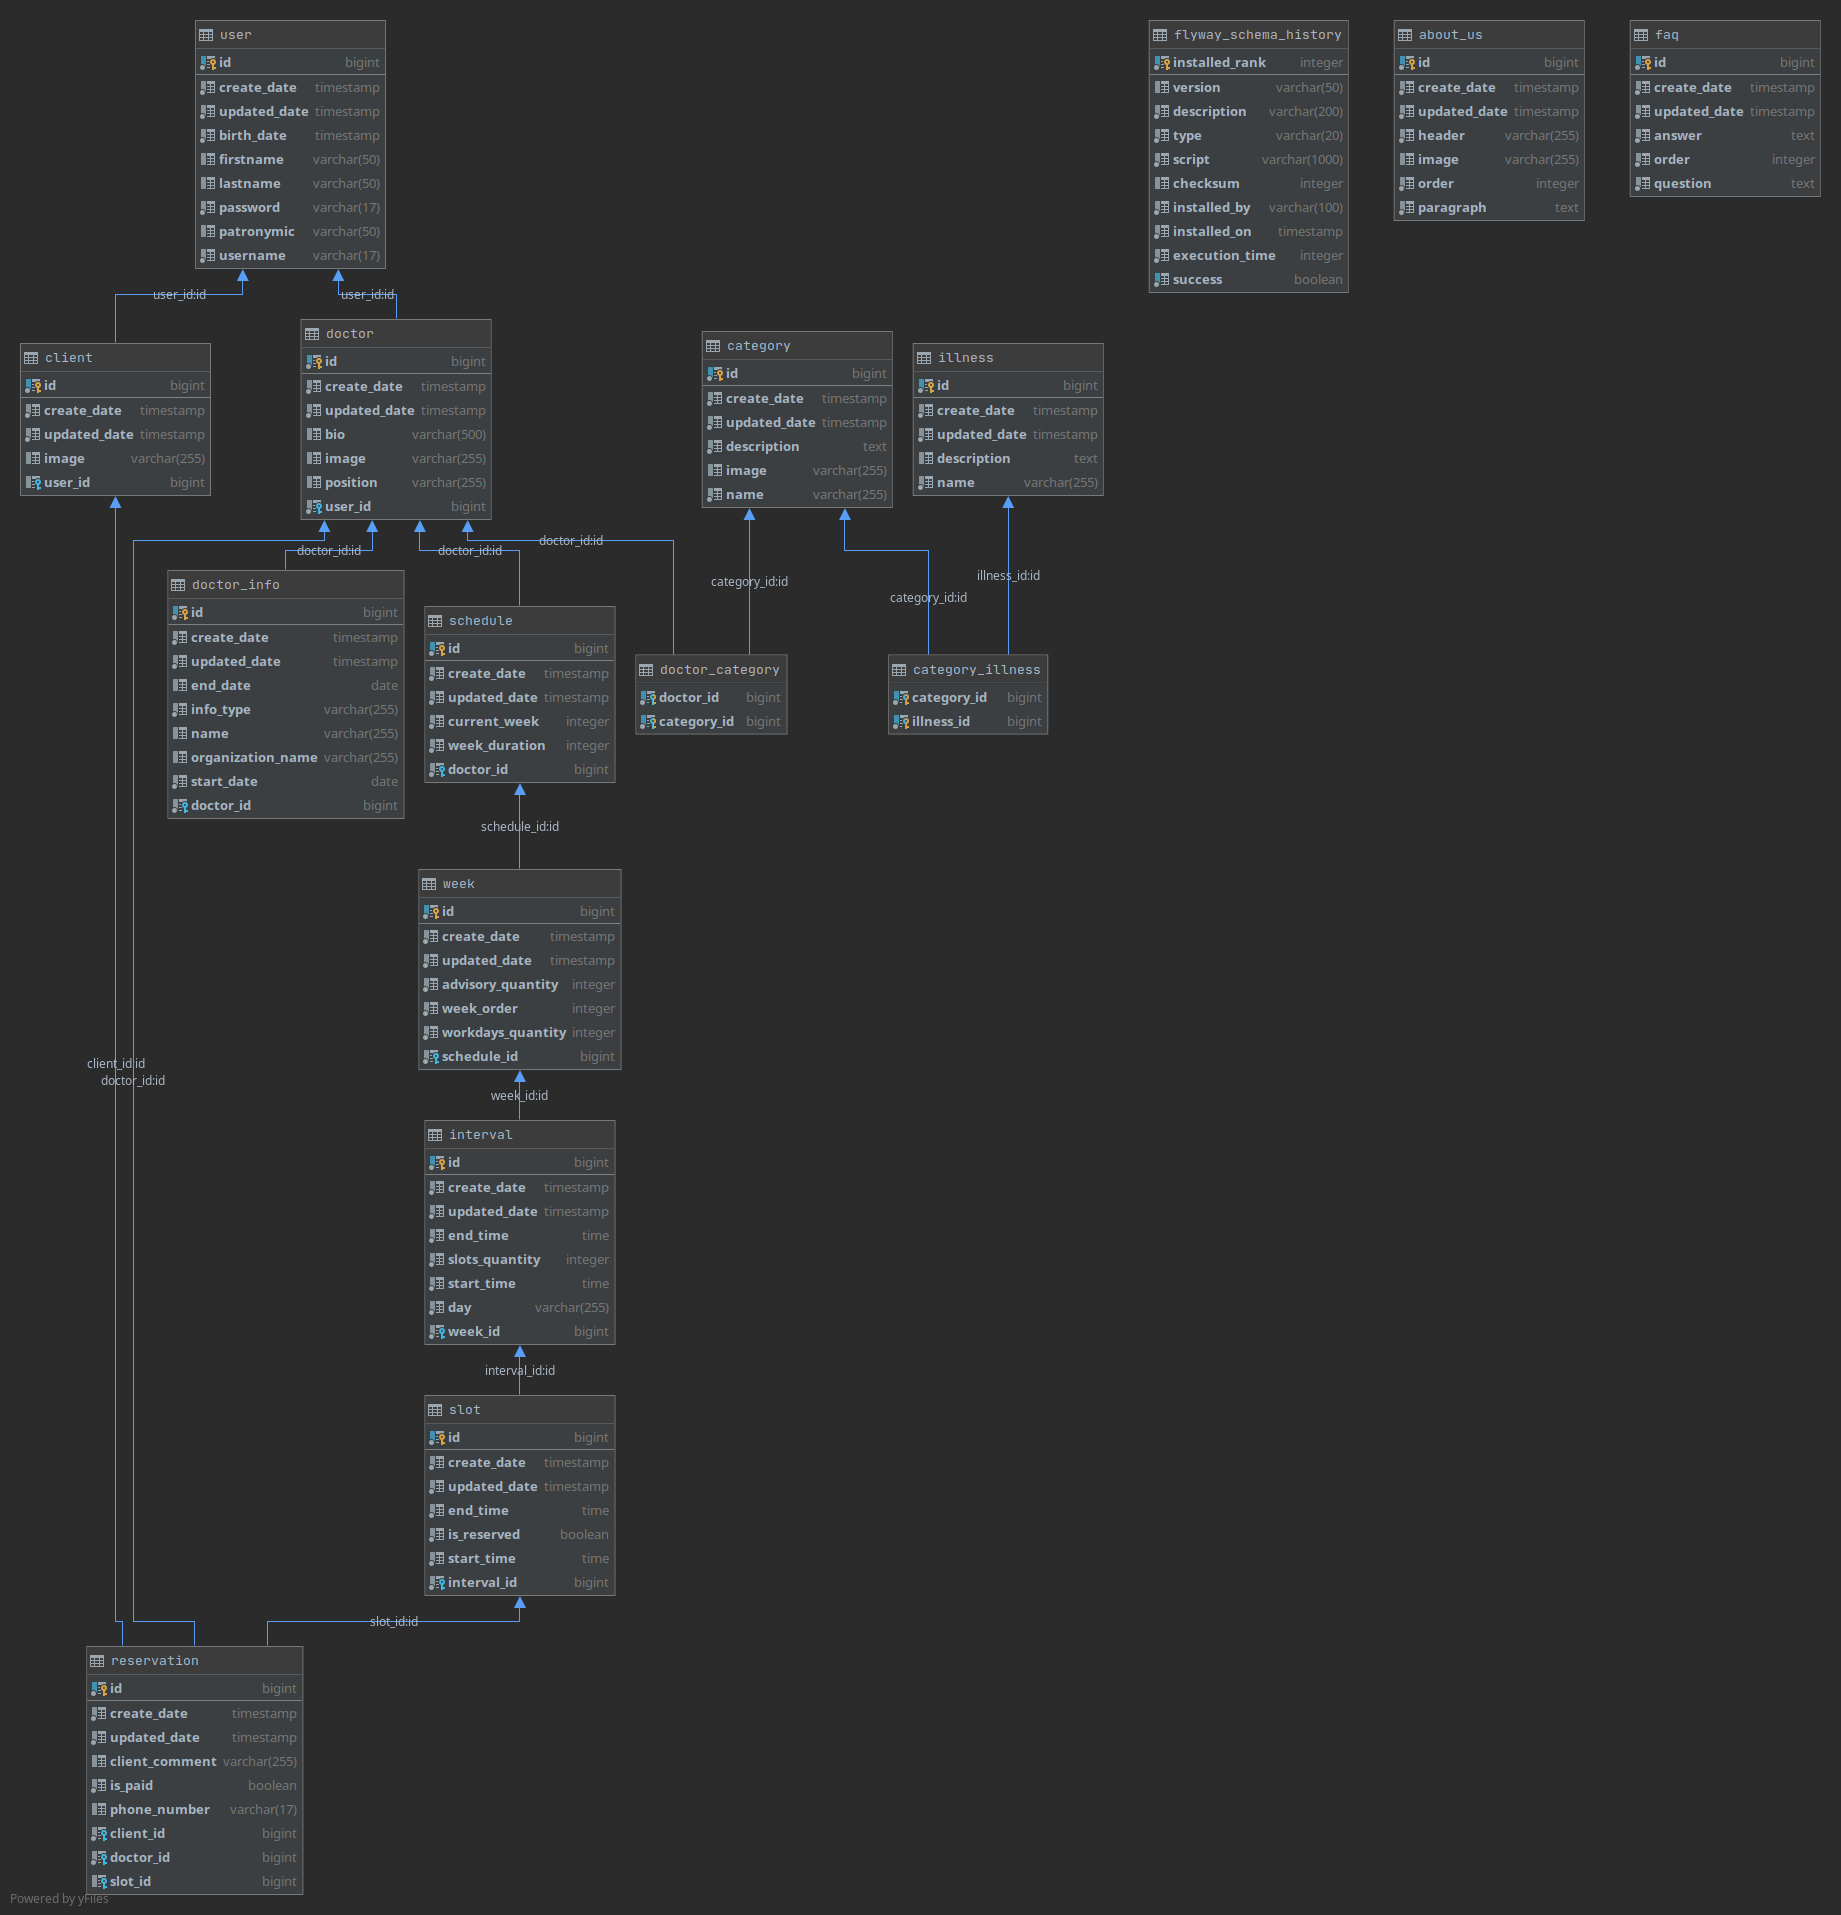 user
id bigint
create_date timestamp
updated_date timestamp
birth_date timestamp
firstname varchar(50)
lastname varchar(50)
password varchar(17)
patronymic varchar(50)
username varchar(17)
flyway_schema_history
installed_rank integer
version varchar(50)
description varchar(200)
type varchar(20)
script varchar(1000)
checksum integer
installed_by varchar(100)
installed_on timestamp
execution_time integer
success boolean
about_us
id bigint
create_date timestamp
updated_date timestamp
header varchar(255)
image varchar(255)
order integer
paragraph text
faq
id bigint
create_date timestamp
updated_date timestamp
answer text
order integer
question text
user_id:id
user_id:id
client
id bigint
create_date timestamp
updated_date timestamp
image varchar(255)
user_id bigint
doctor
id bigint
create_date timestamp
updated_date timestamp
bio varchar(500)
image varchar(255)
position varchar(255)
user_id bigint
category
id bigint
create_date timestamp
updated_date timestamp
description text
image varchar(255)
name varchar(255)
illness
id bigint
create_date timestamp
updated_date timestamp
description text
name varchar(255)
doctor_id:id
doctor_id:id
doctor_id:id
category_id:id
category_id:id
illness_id:id
doctor_info
id bigint
create_date timestamp
updated_date timestamp
end_date date
info_type varchar(255)
name varchar(255)
organization_name varchar(255)
start_date date
doctor_id bigint
schedule
id bigint
create_date timestamp
updated_date timestamp
current_week integer
week_duration integer
doctor_id bigint
doctor_category
doctor_id bigint
category_id bigint
category_illness
category_id bigint
illness_id bigint
schedule_id:id
week
id bigint
create_date timestamp
updated_date timestamp
advisory_quantity integer
week_order integer
workdays_quantity integer
schedule_id bigint
client_id:id
doctor_id:id
week_id:id
interval
id bigint
create_date timestamp
updated_date timestamp
end_time time
slots_quantity integer
start_time time
day varchar(255)
week_id bigint
interval_id:id
slot
id bigint
create_date timestamp
updated_date timestamp
end_time time
is_reserved boolean
start_time time
interval_id bigint
slot_id:id
reservation
id bigint
create_date timestamp
updated_date timestamp
client_comment varchar(255)
is_paid boolean
phone_number varchar(17)
client_id bigint
doctor_id bigint
slot_id bigint
Powered by yFiles